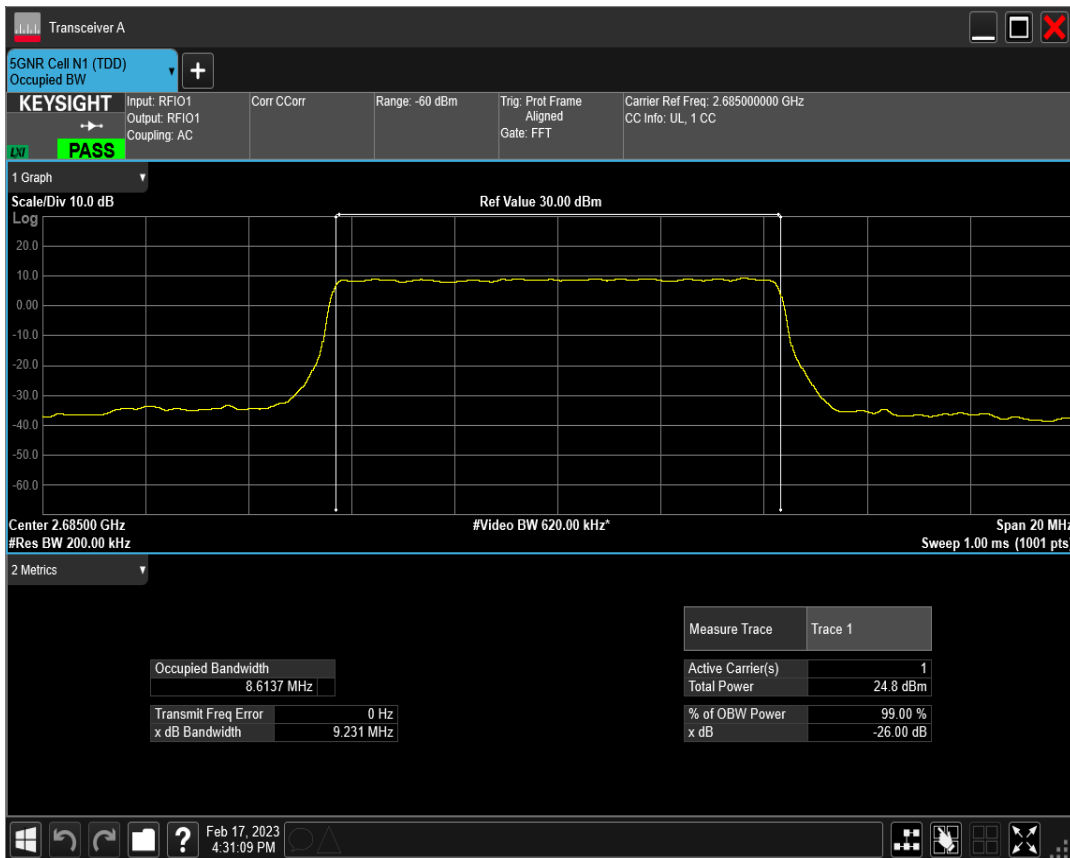 Transceiver A
5GNR Cell N1 (TDD)
Occupied BW
+
KEYSIGHT
LXI
PASS
Input: RFIO1
Output: RFIO1
Coupling: AC
Corr CCorr
Range: -60 dBm
Trig: Prot Frame
Aligned
Gate: FFT
Carrier Ref Freq: 2.685000000 GHz
CC Info: UL, 1 CC
1 Graph
Scale/Div 10.0 dB
Ref Value 30.00 dBm
Log
20.0
10.0
0.00
-10.0
-20.0
-30.0
-40.0
-50.0
-60.0
Center 2.68500 GHz
#Video BW 620.00 kHz*
Span 20 MHz
#Res BW 200.00 kHz
Sweep 1.00 ms (1001 pts)
2 Metrics
Measure Trace Trace 1
Occupied Bandwidth
8.6137 MHz
Active Carrier(s) 1
Total Power 24.8 dBm
Transmit Freq Error 0 Hz
x dB Bandwidth 9.231 MHz
% of OBW Power 99.00 %
x dB -26.00 dB
?
Feb 17, 2023
4:31:09 PM